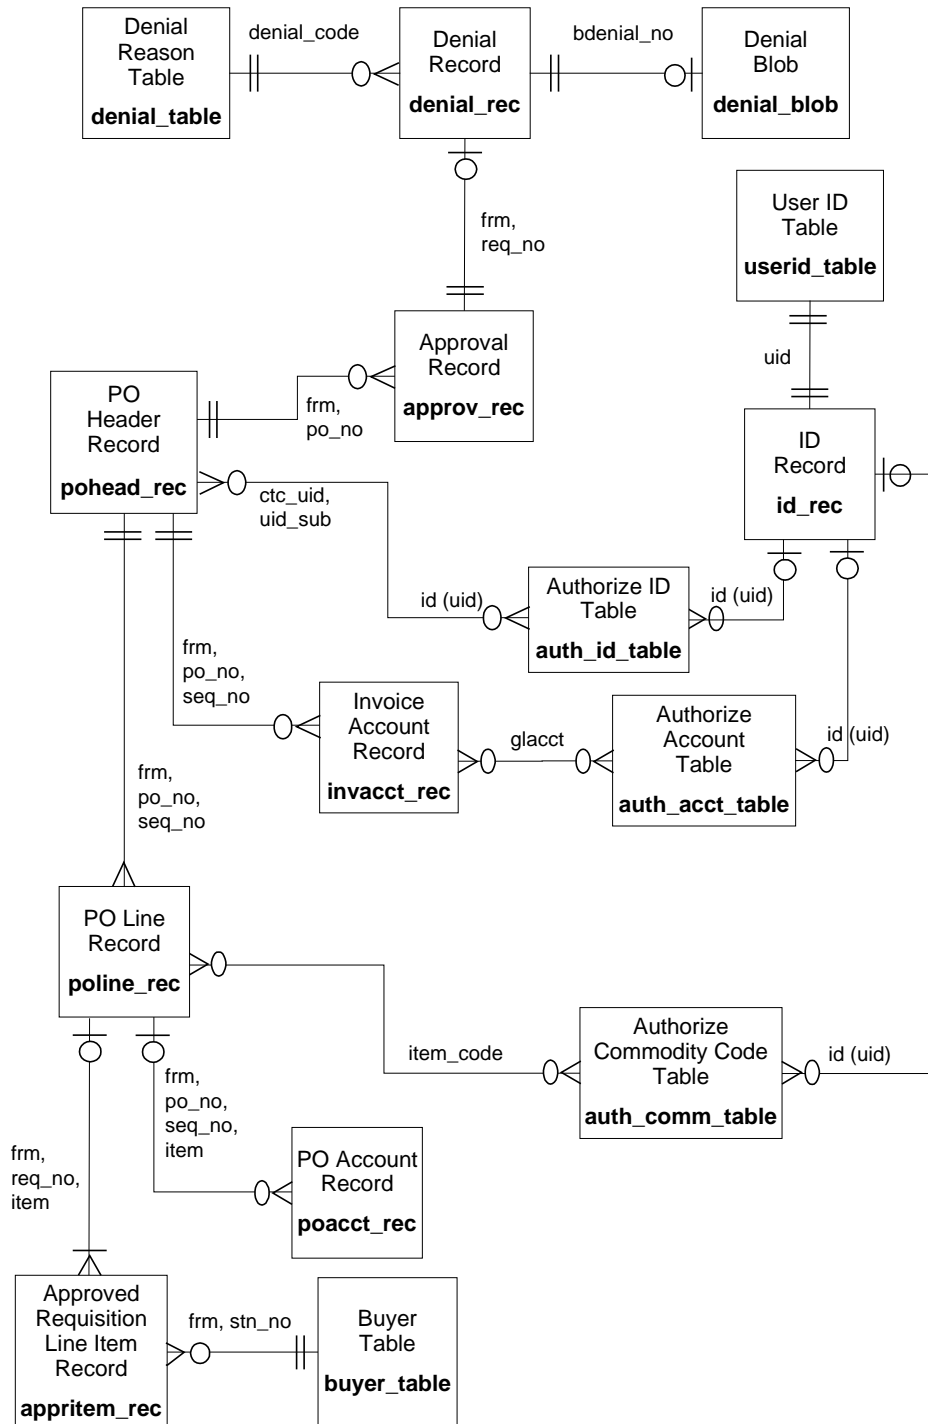 Denial
Reason
Table
denial_table
denial_code
Denial
Record
denial_rec
bdenial_no
Denial
Blob
denial_blob
frm,
req_no
User ID
Table
userid_table
uid
Approval
Record
approv_rec
PO
Header
Record
pohead_rec
frm,
po_no
ID
Record
id_rec
ctc_uid,
uid_sub
id (uid)
Authorize ID
Table
auth_id_table
id (uid)
frm,
po_no,
seq_no
Invoice
Account
Record
invacct_rec
glacct
Authorize
Account
Table
auth_acct_table
id (uid)
frm,
po_no,
seq_no
PO Line
Record
poline_rec
item_code
Authorize
Commodity Code
Table
auth_comm_table
id (uid)
frm,
po_no,
seq_no,
item
frm,
req_no,
item
PO Account
Record
poacct_rec
Approved
Requisition
Line Item
Record
appritem_rec
frm, stn_no
Buyer
Table
buyer_table